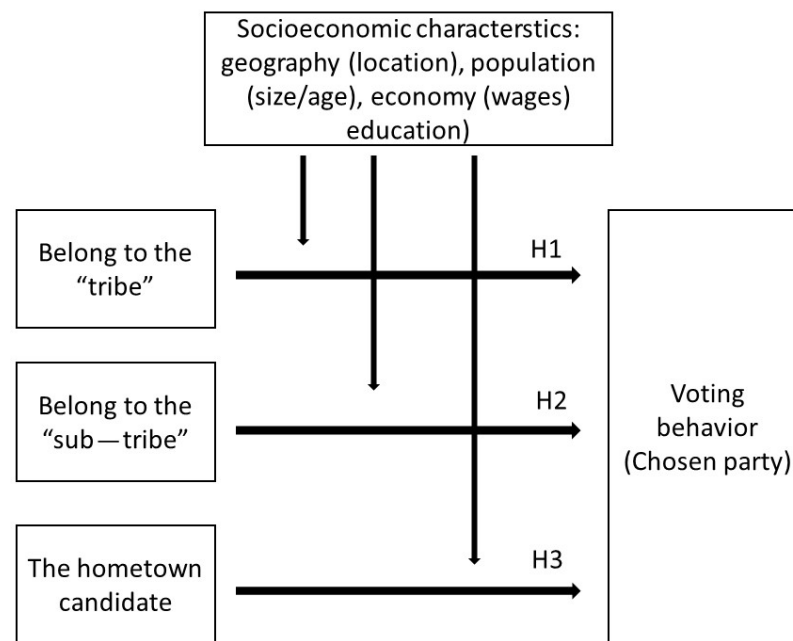 Socioeconomic characterstics:
geography (location), population
(size/age), economy (wages)
education)
Belong to the
“tribe”
H1
Belong to the
“sub—tribe”
H2
The hometown
candidate
H3
Voting
behavior
(Chosen party)